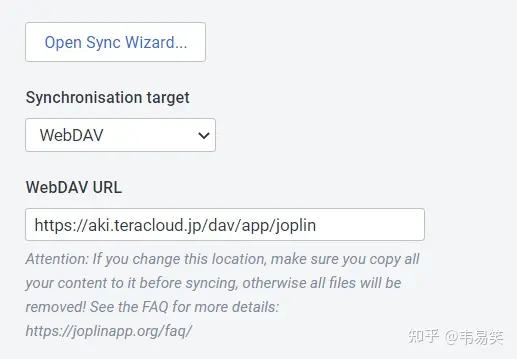 Open Sync Wizard...
Synchronisation target
WebDAV
WebDAV URL
https://aki.teracloud.jp/dav/app/joplin
Attention: If you change this location, make sure you copy all
your content to it before syncing, otherwise all files will be
removed! See the FAQ for more details:
https://joplinapp.org/faq/
知乎 @韦易笑